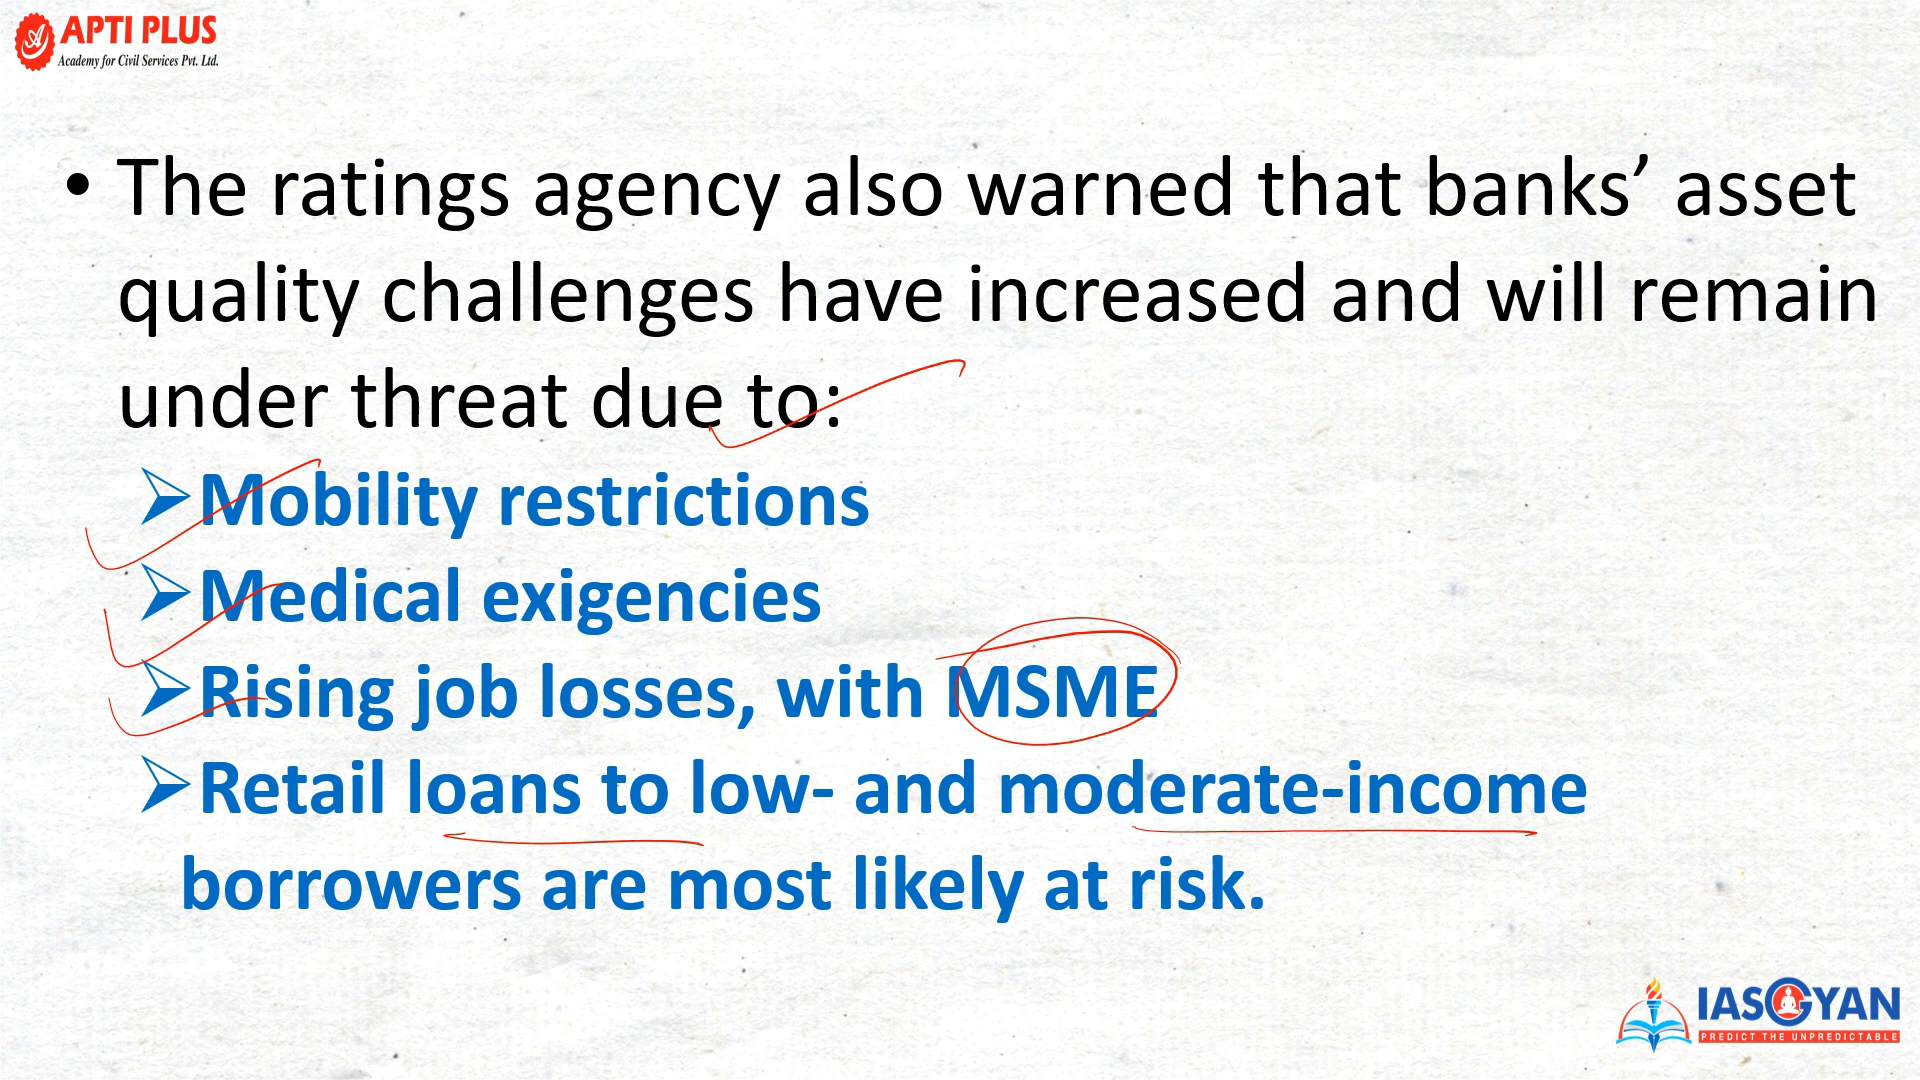 APTI PLUS
Academy for Civil Services Pvt. Ltd.
• The ratings agency also warned that banks’ asset
quality challenges have increased and will remain
under threat due to:
➢Mobility restrictions
➢Medical exigencies
➢Rising job losses, with MSME
➢Retail loans to low- and moderate-income
borrowers are most likely at risk.
IASGYAN
PREDICT THE UNPREDICTABLE